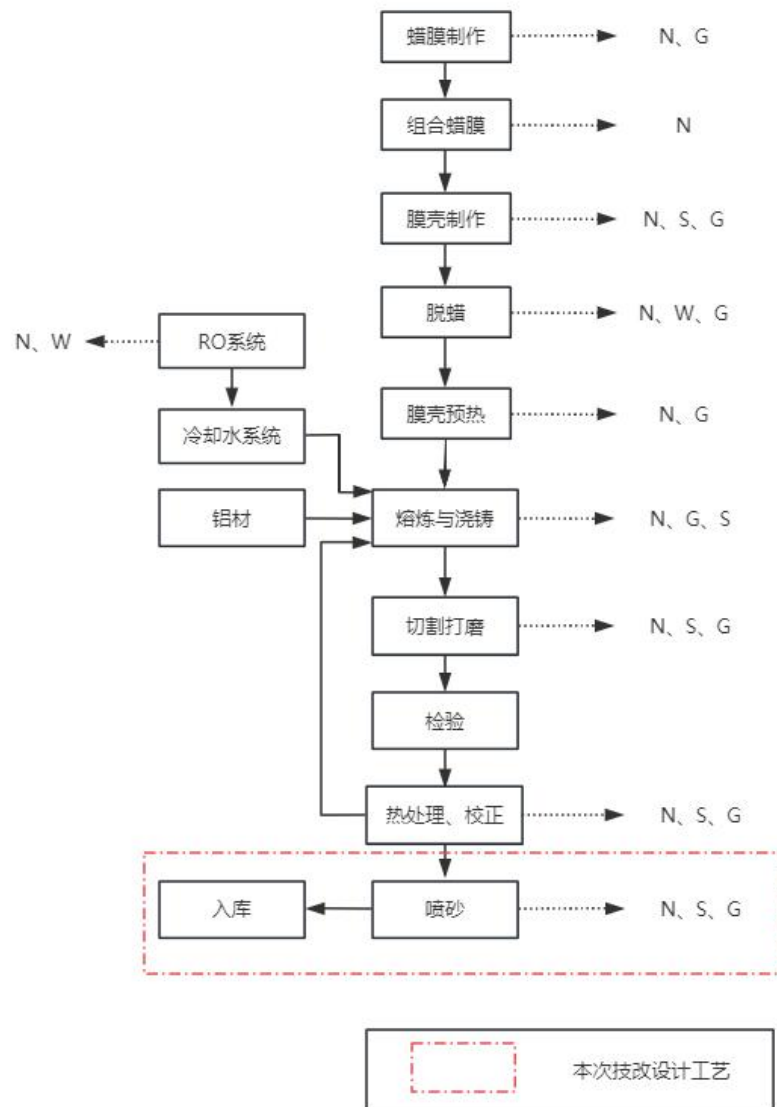 蜡膜制作
N、G
组合蜡膜
N
膜壳制作
N、S、G
脱蜡
N、W、G
N、W
RO系统
膜壳预热
N、G
冷却水系统
铝材
熔炼与浇铸
N、G、S
切割打磨
N、S、G
检验
热处理、校正
N、S、G
入库
喷砂
N、S、G
本次技改设计工艺